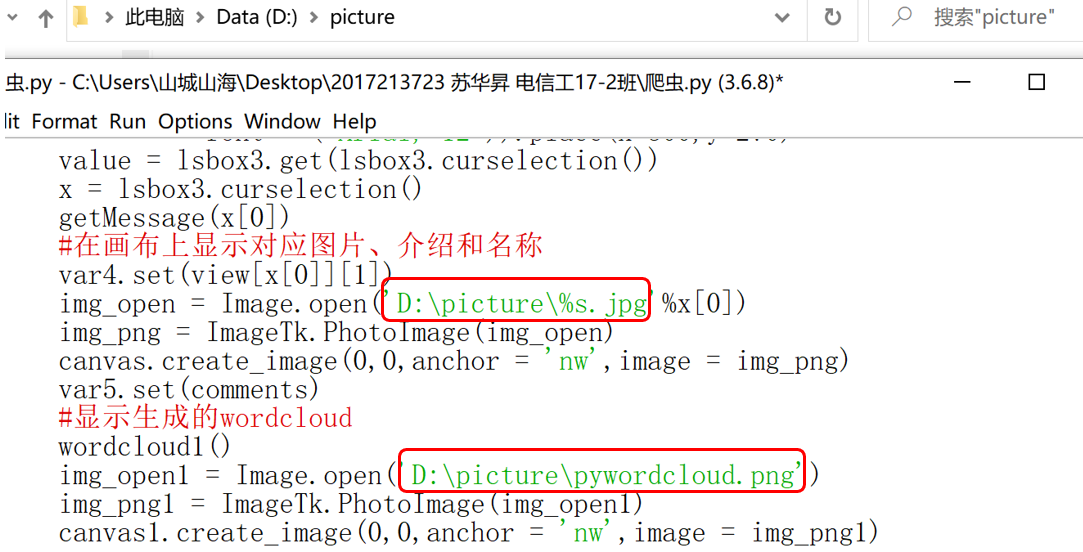 此电脑 > Data (D:) > picture
搜索"picture"
虫.py - C:\Users\山城山海\Desktop\2017213723 苏华昇 电信工17-2班\爬虫.py (3.6.8)*
lit Format Run Options Window Help
value = lsbox3.get(lsbox3.curselection())
x = lsbox3.curselection()
getMessage(x[0])
#在画布上显示对应图片、介绍和名称
var4.set(view[x[0]][1])
img_open = Image.open('D:\picture\%s.jpg'%x[0])
img_png = ImageTk.PhotoImage(img_open)
canvas.create_image(0,0,anchor = 'nw',image = img_png)
var5.set(comments)
#显示生成的wordcloud
wordcloud1()
img_open1 = Image.open('D:\picture\pywordcloud.png')
img_png1 = ImageTk.PhotoImage(img_open1)
canvas1.create_image(0,0,anchor = 'nw',image = img_png1)